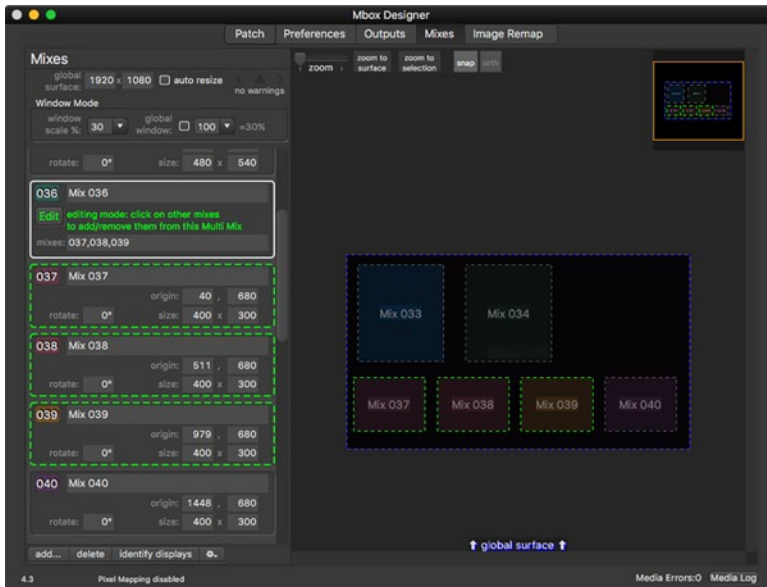 Mbox Designer
Patch Preferences Outputs Mixes Image Remap
Mixes
global surface: 1920 x 1080 auto resize no warnings
Window Mode
window scale %: 30 global window: 100 =30%
rotate: 0° size: 480 x 540
036 Mix 036
Edit editing mode: click on other mixes
to add/remove them from this Multi Mix
mixes: 037,038,039
037 Mix 037
origin: 40 , 680
rotate: 0° size: 400 x 300
038 Mix 038
origin: 511 , 680
rotate: 0° size: 400 x 300
039 Mix 039
origin: 979 , 680
rotate: 0° size: 400 x 300
040 Mix 040
origin: 1448 , 680
rotate: 0° size: 400 x 300
add... delete identify displays
4.3 Pixel Mapping disabled
zoom zoom to surface zoom to selection snap orth
Mix 033 Mix 034
Mix 037 Mix 038 Mix 039 Mix 040
⬆ global surface ⬆
Media Errors:0 Media Log